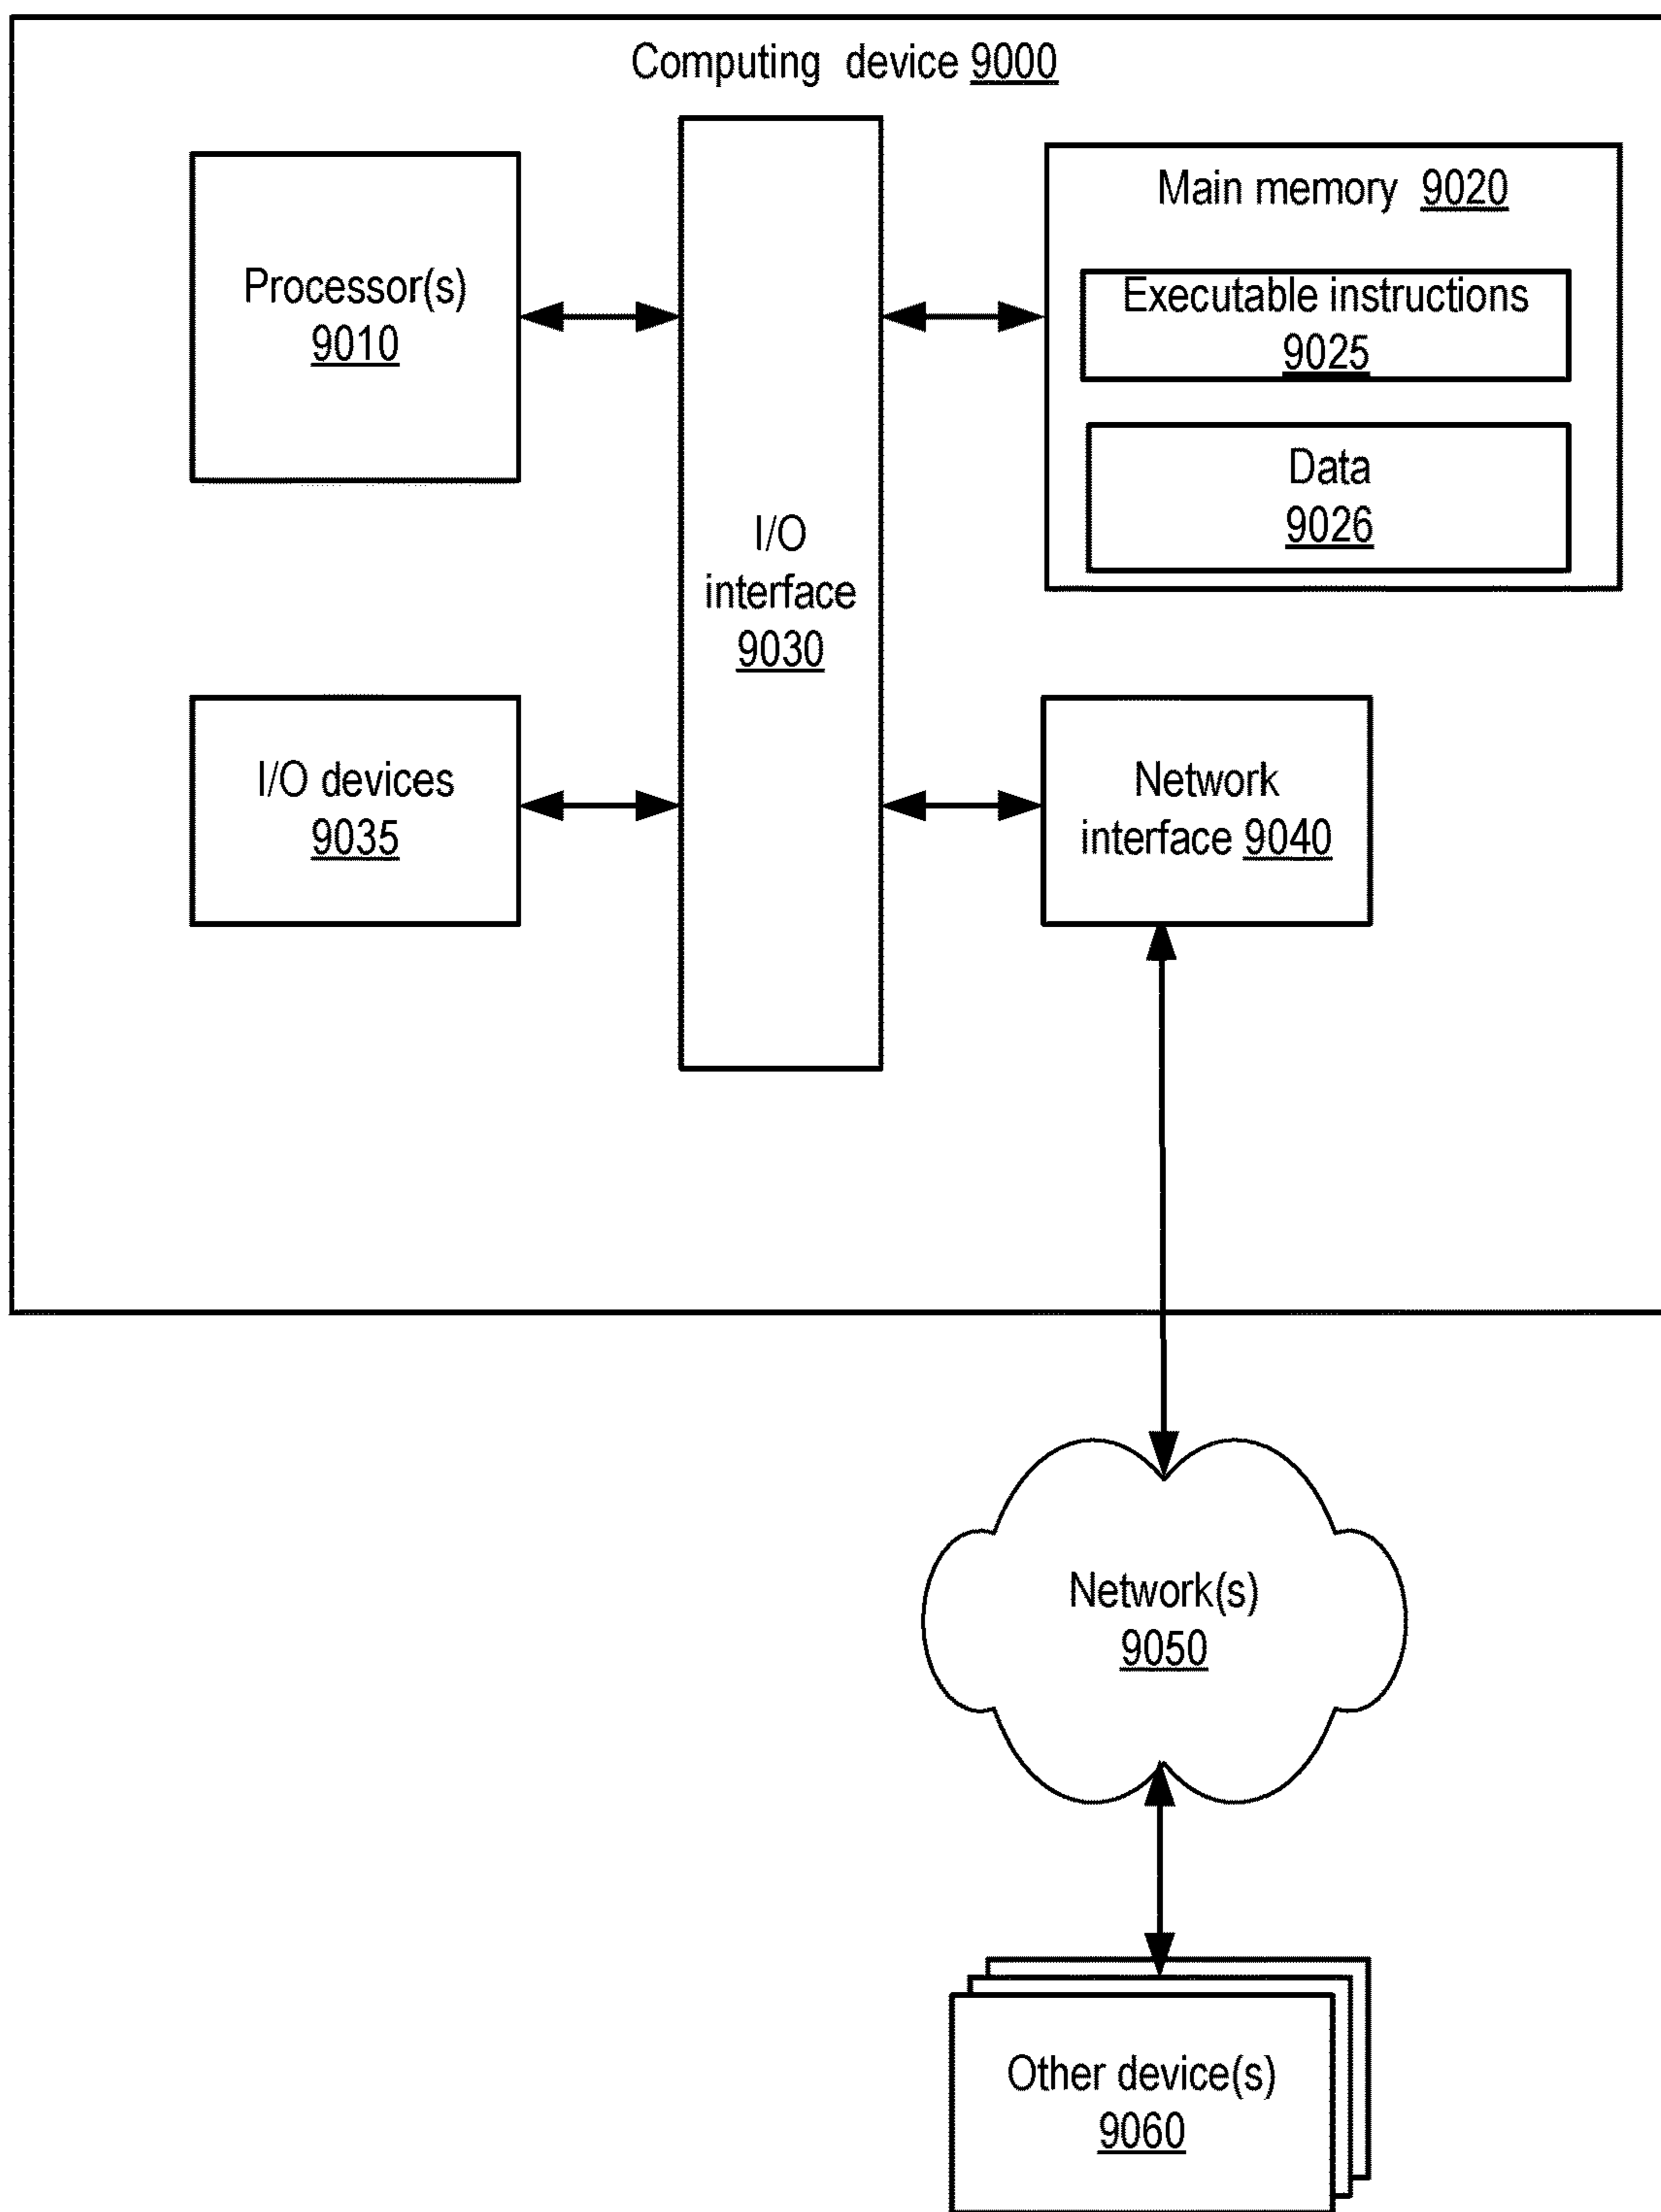 Computing device 9000
Processor(s)
9010
I/O
interface
9030
Main memory 9020
Executable instructions
9025
Data
9026
I/O devices
9035
Network
interface 9040
Network(s)
9050
Other device(s)
9060